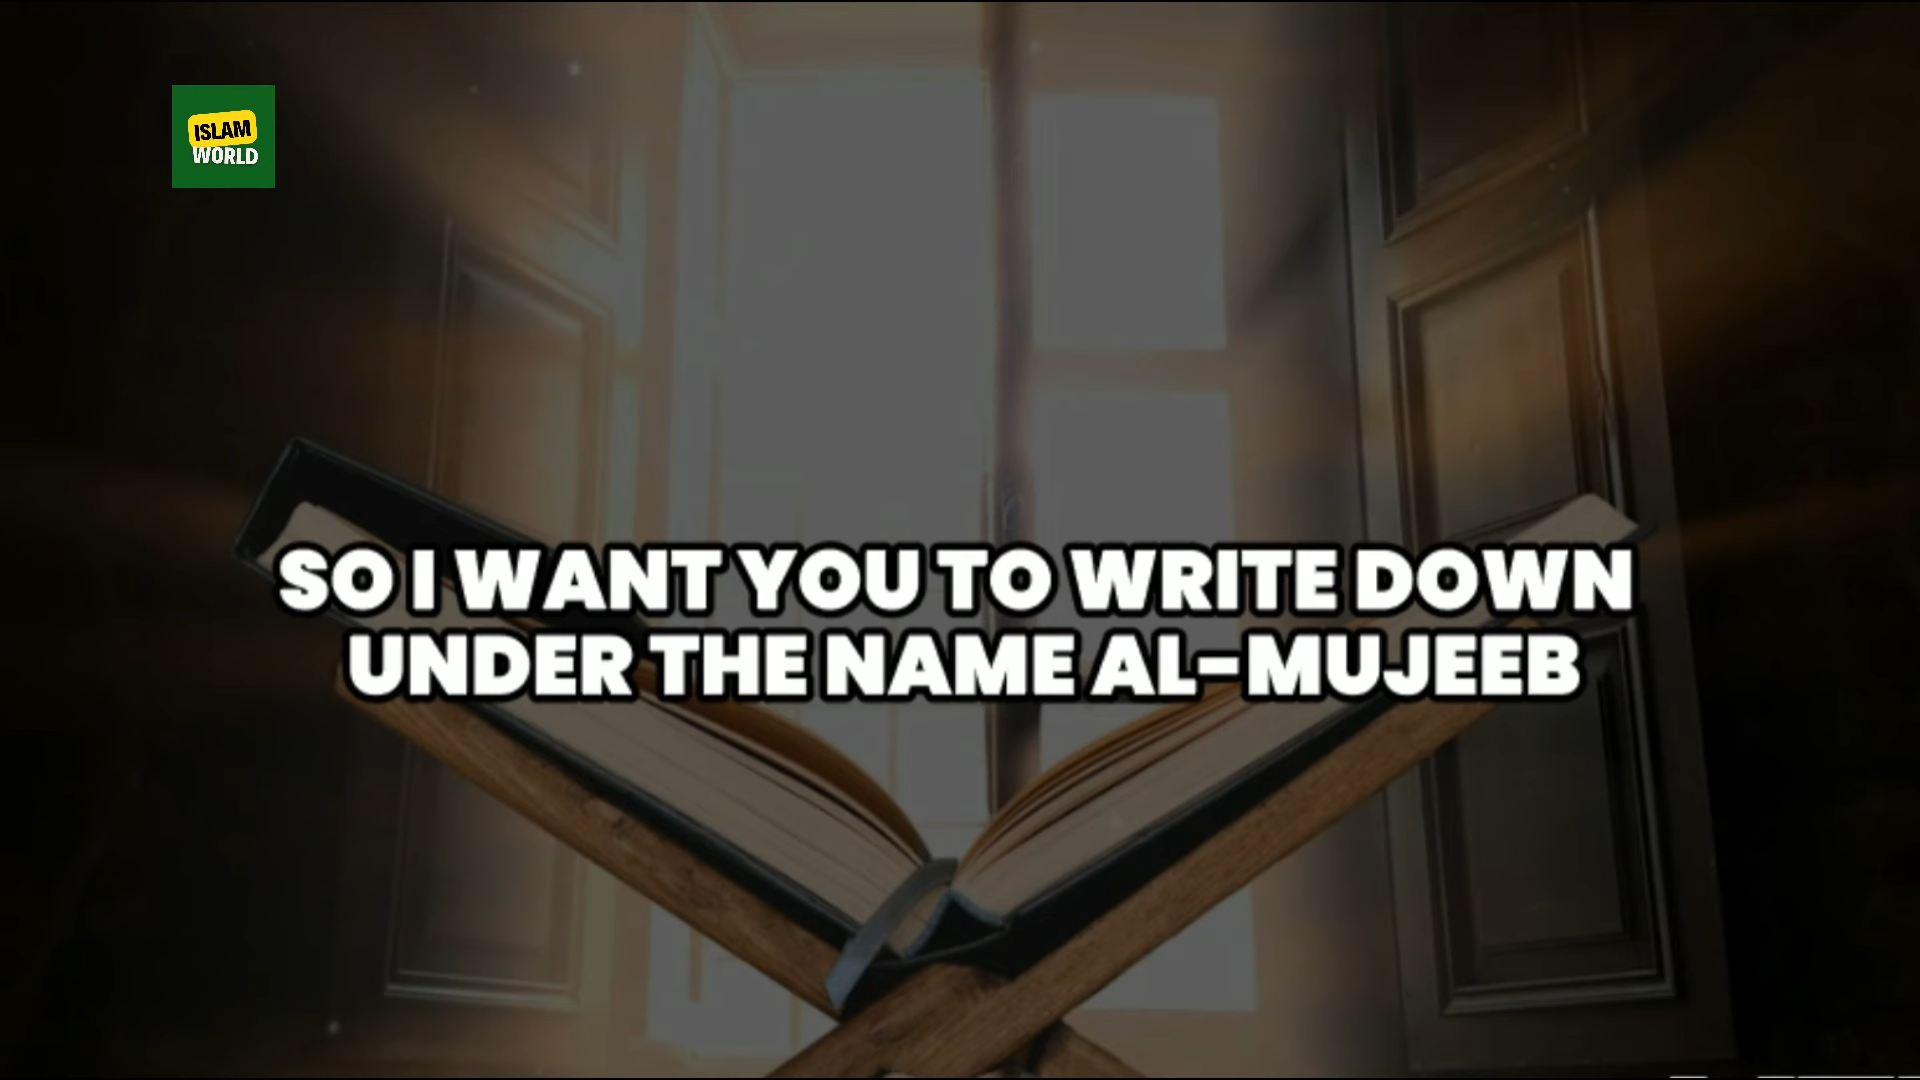 ISLAM
WORLD
SO I WANT YOU TO WRITE DOWN
UNDER THE NAME AL-MUJEEB